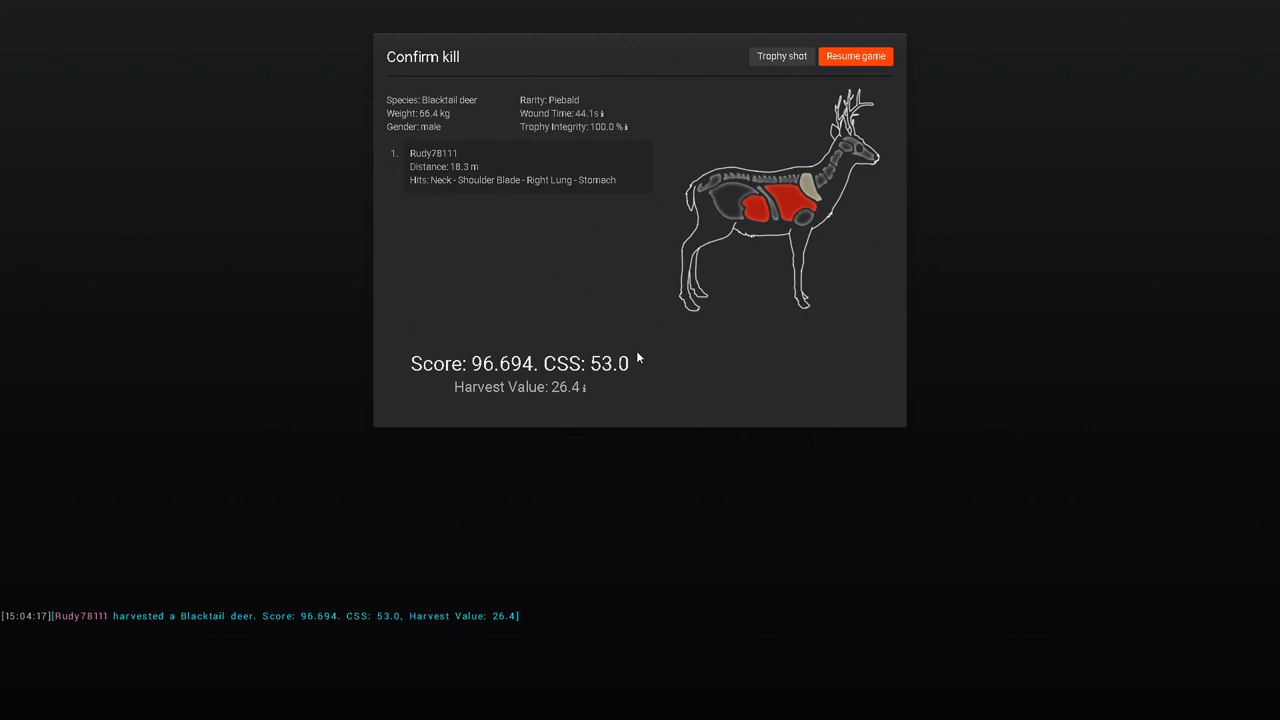 Confirm kill
Trophy shot
Resume game
Species: Blacktail deer
Weight: 66.4 kg
Gender: male
Rarity: Piebald
Wound Time: 44.1s
Trophy Integrity: 100.0 %
1. Rudy78111
Distance: 18.3 m
Hits: Neck - Shoulder Blade - Right Lung - Stomach
Score: 96.694. CSS: 53.0
Harvest Value: 26.4
[15:04:17][Rudy78111 harvested a Blacktail deer. Score: 96.694. CSS: 53.0, Harvest Value: 26.4]